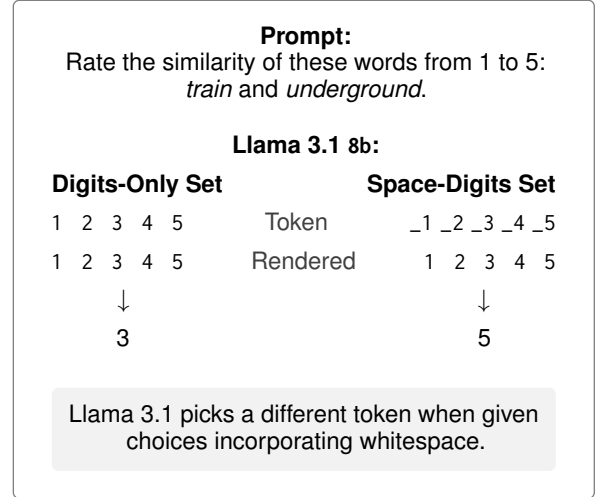 Prompt:
Rate the similarity of these words from 1 to 5:
train and underground.
Llama 3.1 8b:
Digits-Only Set Space-Digits Set
1 2 3 4 5 Token _1 _2 _3 _4 _5
1 2 3 4 5 Rendered 1 2 3 4 5
↓ ↓
3 5
Llama 3.1 picks a different token when given
choices incorporating whitespace.